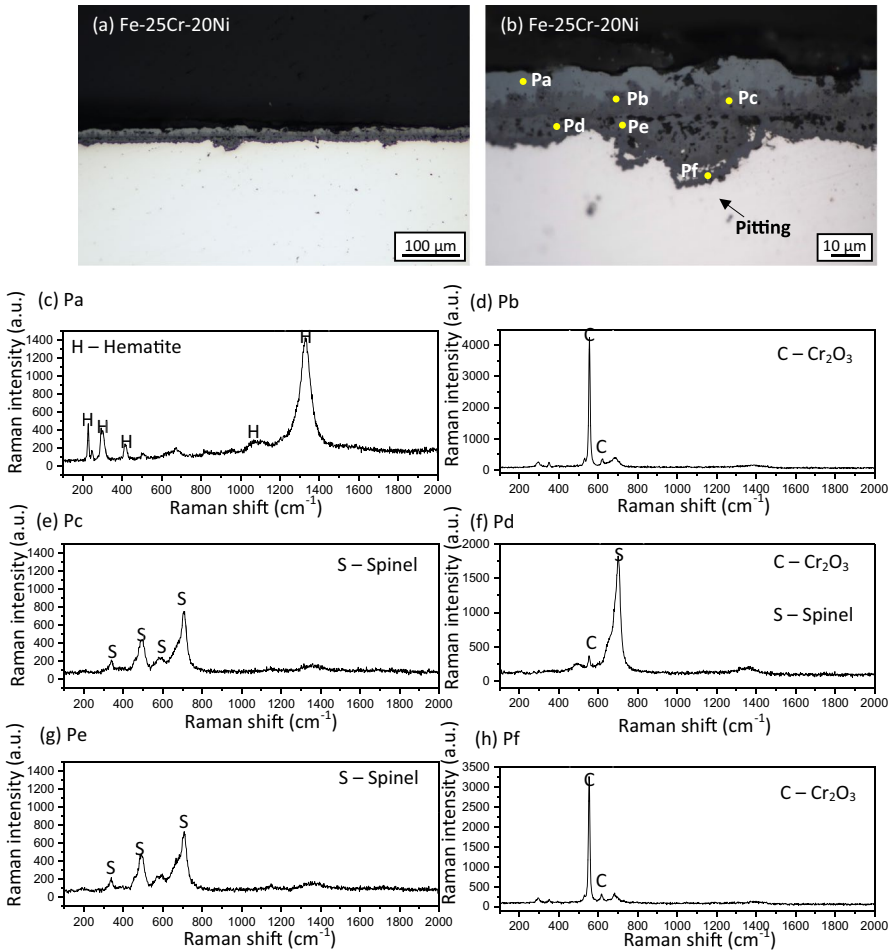 (a) Fe-25Cr-20Ni
100 µm
(b) Fe-25Cr-20Ni
Pa
Pb
Pc
Pd
Pe
Pf
Pitting
10 µm
(c) Pa
Raman intensity (a.u.)
1400
1200
1000
800
600
400
200
0
H – Hematite
H
H
H
H
H
200 400 600 800 1000 1200 1400 1600 1800 2000
Raman shift (cm⁻¹)
(d) Pb
Raman intensity (a.u.)
4000
3000
2000
1000
0
C – Cr₂O₃
C
C
200 400 600 800 1000 1200 1400 1600 1800 2000
Raman shift (cm⁻¹)
(e) Pc
Raman intensity (a.u.)
1400
1200
1000
800
600
400
200
0
S – Spinel
S
S
S
S
200 400 600 800 1000 1200 1400 1600 1800 2000
Raman shift (cm⁻¹)
(f) Pd
Raman intensity (a.u.)
2000
1500
1000
500
0
C – Cr₂O₃
S – Spinel
C
S
200 400 600 800 1000 1200 1400 1600 1800 2000
Raman shift (cm⁻¹)
(g) Pe
Raman intensity (a.u.)
1400
1200
1000
800
600
400
200
0
S – Spinel
S
S
S
200 400 600 800 1000 1200 1400 1600 1800 2000
Raman shift (cm⁻¹)
(h) Pf
Raman intensity (a.u.)
3500
3000
2500
2000
1500
1000
500
0
C – Cr₂O₃
C
C
200 400 600 800 1000 1200 1400 1600 1800 2000
Raman shift (cm⁻¹)